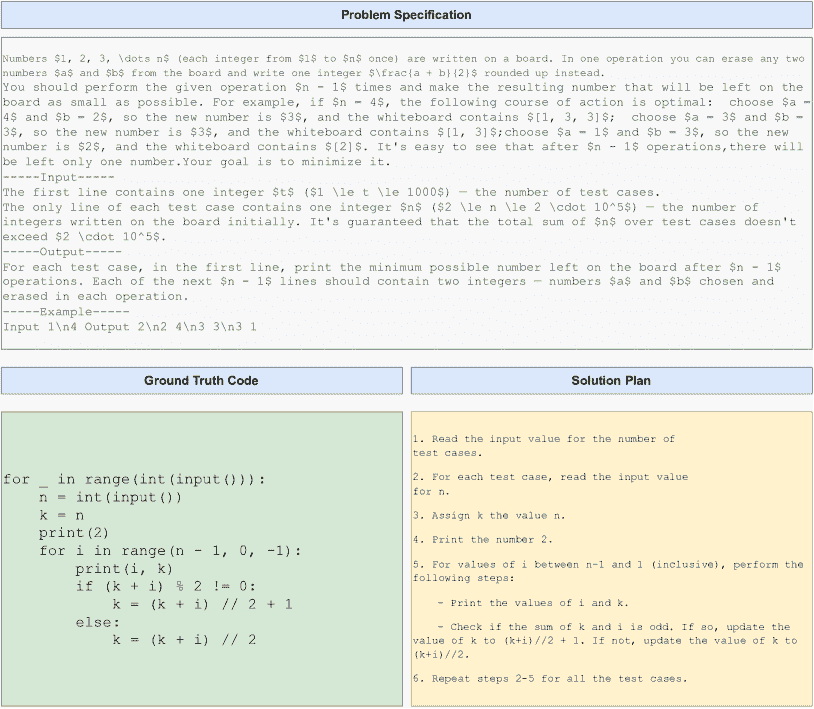 Problem Specification
Numbers $1, 2, 3, \dots n$ (each integer from $1$ to $n$ once) are written on a board. In one operation you can erase any two
numbers $a$ and $b$ from the board and write one integer $\frac{a + b}{2}$ rounded up instead.
You should perform the given operation $n - 1$ times and make the resulting number that will be left on the
board as small as possible. For example, if $n = 4$, the following course of action is optimal:  choose $a =
4$ and $b = 2$, so the new number is $3$, and the whiteboard contains $[1, 3, 3]$;  choose $a = 3$ and $b =
3$, so the new number is $3$, and the whiteboard contains $[1, 3]$;choose $a = 1$ and $b = 3$, so the new
number is $2$, and the whiteboard contains $[2]$. It's easy to see that after $n - 1$ operations,there will
be left only one number.Your goal is to minimize it.
-----Input-----
The first line contains one integer $t$ ($1 \le t \le 1000$) — the number of test cases.
The only line of each test case contains one integer $n$ ($2 \le n \le 2 \cdot 10^5$) — the number of
integers written on the board initially. It's guaranteed that the total sum of $n$ over test cases doesn't
exceed $2 \cdot 10^5$.
-----Output-----
For each test case, in the first line, print the minimum possible number left on the board after $n - 1$
operations. Each of the next $n - 1$ lines should contain two integers — numbers $a$ and $b$ chosen and
erased in each operation.
-----Example-----
Input 1\n4 Output 2\n2 4\n3 3\n3 1
Ground Truth Code
for _ in range(int(input())):
    n = int(input())
    k = n
    print(2)
    for i in range(n - 1, 0, -1):
        print(i, k)
        if (k + i) % 2 != 0:
            k = (k + i) // 2 + 1
        else:
            k = (k + i) // 2
Solution Plan
1. Read the input value for the number of
test cases.
2. For each test case, read the input value
for n.
3. Assign k the value n.
4. Print the number 2.
5. For values of i between n-1 and 1 (inclusive), perform the
following steps:
- Print the values of i and k.
- Check if the sum of k and i is odd. If so, update the
value of k to (k+i)//2 + 1. If not, update the value of k to
(k+i)//2.
6. Repeat steps 2-5 for all the test cases.